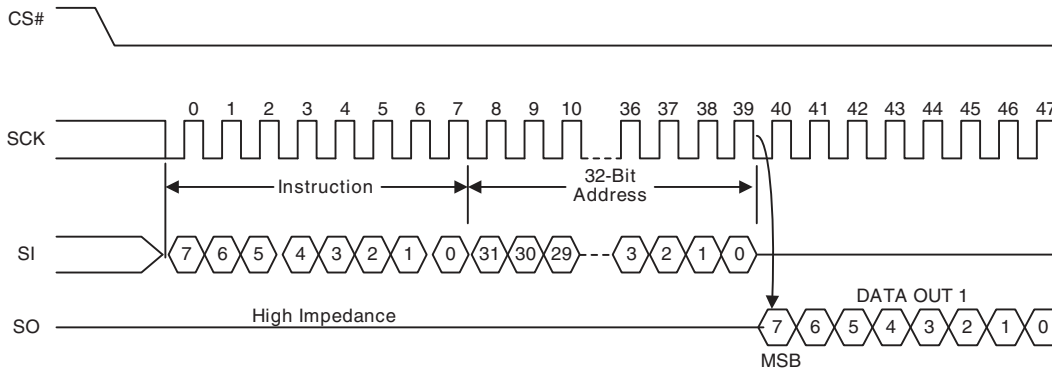 CS#
0 1 2 3 4 5 6 7 8 9 10 36 37 38 39 40 41 42 43 44 45 46 47
SCK
Instruction
32-Bit
Address
SI 7 6 5 4 3 2 1 0 31 30 29 3 2 1 0
DATA OUT 1
High Impedance
SO 7 6 5 4 3 2 1 0
MSB